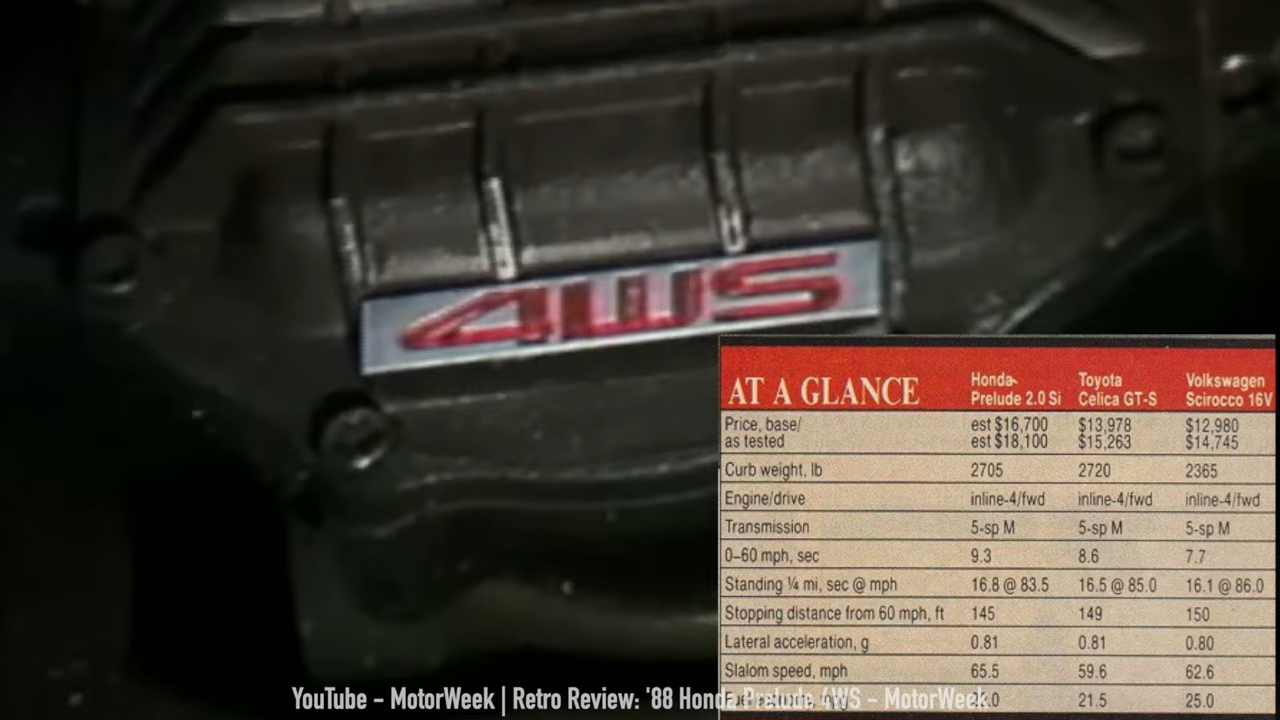 4WS
AT A GLANCE
Honda Prelude 2.0 Si
Toyota Celica GT-S
Volkswagen Scirocco 16V
Price, base/ est $16,700 $13,978 $12,980
as tested est $18,100 $15,263 $14,745
Curb weight, lb 2705 2720 2365
Engine/drive inline-4/fwd inline-4/fwd inline-4/fwd
Transmission 5-sp M 5-sp M 5-sp M
0–60 mph, sec 9.3 8.6 7.7
Standing ¼ mi, sec @ mph 16.8 @ 83.5 16.5 @ 85.0 16.1 @ 86.0
Stopping distance from 60 mph, ft 145 149 150
Lateral acceleration, g 0.81 0.81 0.80
Slalom speed, mph 65.5 59.6 62.6
21.5 25.0
YouTube – MotorWeek | Retro Review: '88 Honda Prelude 4WS – MotorWeek